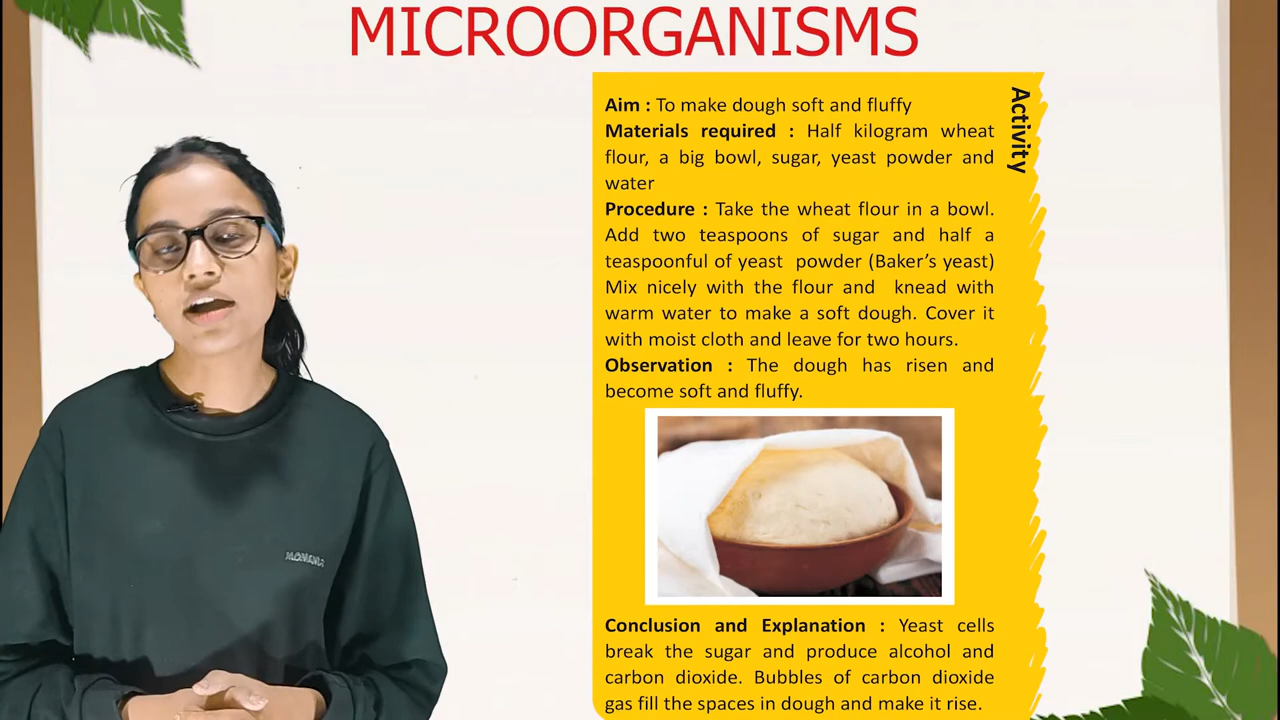 MICROORGANISMS
Activity
Aim : To make dough soft and fluffy
Materials required : Half kilogram wheat
flour, a big bowl, sugar, yeast powder and
water
Procedure : Take the wheat flour in a bowl.
Add two teaspoons of sugar and half a
teaspoonful of yeast powder (Baker's yeast)
Mix nicely with the flour and knead with
warm water to make a soft dough. Cover it
with moist cloth and leave for two hours.
Observation : The dough has risen and
become soft and fluffy.
Conclusion and Explanation : Yeast cells
break the sugar and produce alcohol and
carbon dioxide. Bubbles of carbon dioxide
gas fill the spaces in dough and make it rise.